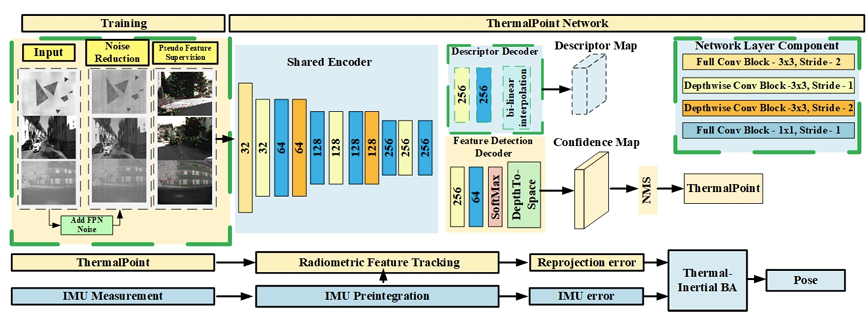 Training
ThermalPoint Network
Input
Noise
Reduction
Pseudo Feature
Supervision
Add FPN
Noise
Shared Encoder
32
32
64
64
128
128
128
128
256
256
256
Descriptor Decoder
256
256
bi-linear
interpolation
Descriptor Map
Feature Detection
Decoder
256
64
SoftMax
DepthTo-
Space
Confidence Map
NMS
ThermalPoint
Network Layer Component
Full Conv Block - 3x3, Stride - 2
Depthwise Conv Block -3x3, Stride - 1
Depthwise Conv Block -3x3, Stride - 2
Full Conv Block - 1x1, Stride - 1
ThermalPoint
Radiometric Feature Tracking
Reprojection error
IMU Measurement
IMU Preintegration
IMU error
Thermal-
Inertial BA
Pose